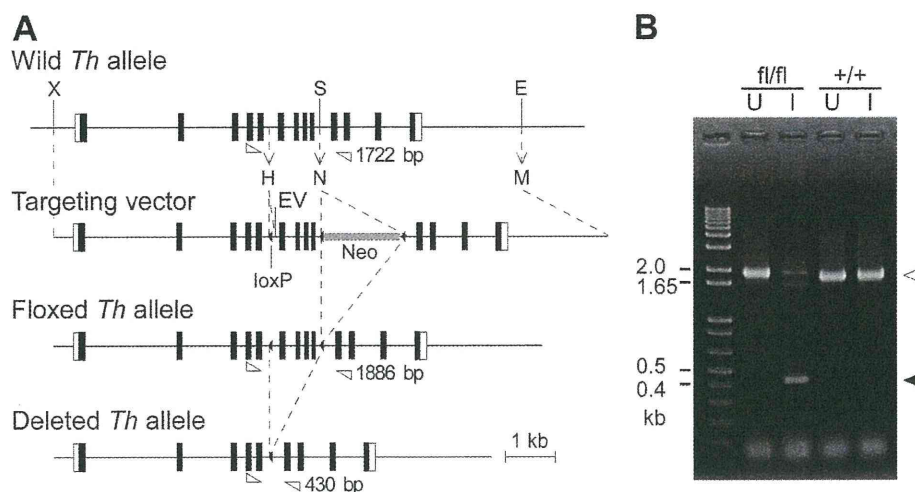 A
Wild Th allele
X
S
E
1722 bp
H
N
M
Targeting vector
EV
Neo
loxP
Floxed Th allele
1886 bp
Deleted Th allele
1 kb
430 bp
B
fl/fl
+/+
U
I
U
I
2.0
1.65
0.5
0.4
kb